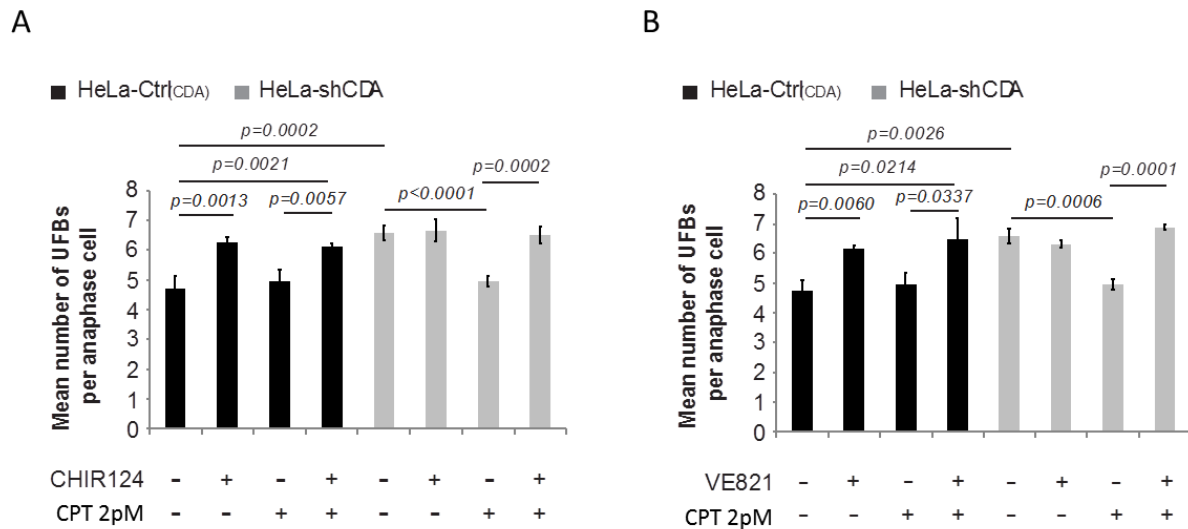 A
HeLa-Ctrl(CDA) HeLa-shCDA
p=0.0002
p=0.0021
p=0.0002
p=0.0013
p=0.0057
p<0.0001
Mean number of UFBs
per anaphase cell
8
7
6
5
4
3
2
1
0
CHIR124 - + - + - + - +
CPT 2pM - - + + - - + +
B
HeLa-Ctrl(CDA) HeLa-shCDA
p=0.0026
p=0.0214
p=0.0001
p=0.0060
p=0.0337
p=0.0006
Mean number of UFBs
per anaphase cell
8
7
6
5
4
3
2
1
0
VE821 - + - + - + - +
CPT 2pM - - + + - - + +